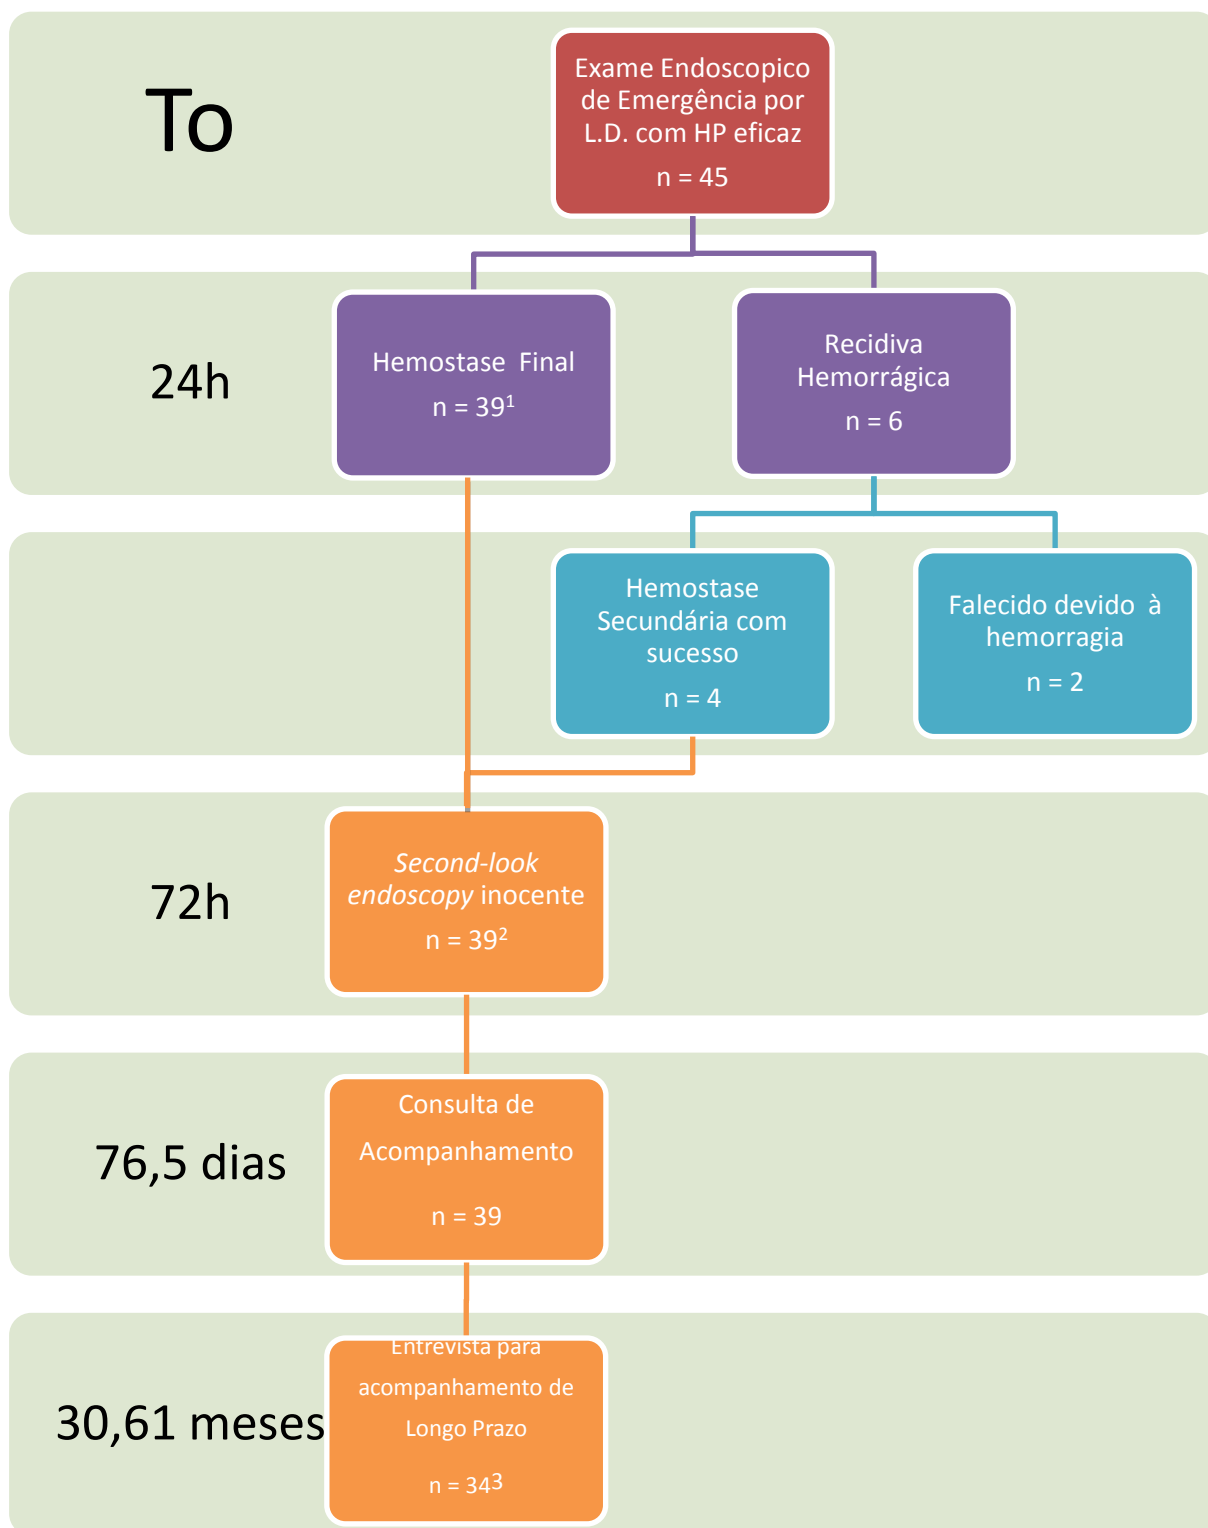 To
Exame Endoscopico
de Emergência por
L.D. com HP eficaz
n = 45
24h
Hemostase Final
n = 39¹
Recidiva
Hemorrágica
n = 6
Hemostase
Secundária com
sucesso
n = 4
Falecido devido à
hemorragia
n = 2
72h
Second-look
endoscopy inocente
n = 39²
76,5 dias
Consulta de
Acompanhamento
n = 39
30,61 meses
Entrevista para
acompanhamento de
Longo Prazo
n = 34³